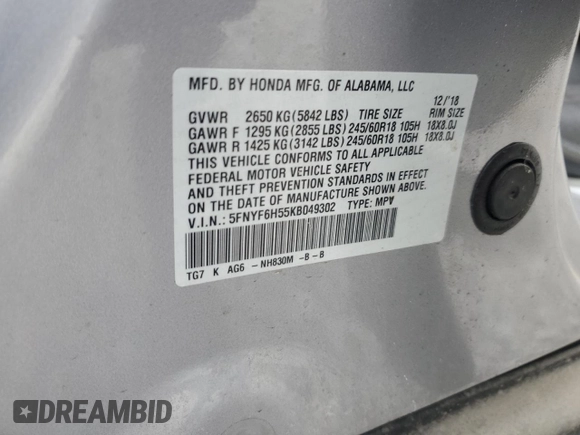 MFD. BY HONDA MFG. OF ALABAMA, LLC
12/'18
GVWR 2650 KG(5842 LBS) TIRE SIZE RIM SIZE
GAWR F 1295 KG(2855 LBS)245/60R18 105H 18X8.0J
GAWR R 1425 KG(3142 LBS)245/60R18 105H 18X8.0J
THIS VEHICLE CONFORMS TO ALL APPLICABLE
FEDERAL MOTOR VEHICLE SAFETY
AND THEFT PREVENTION STANDARDS IN EFFECT
ON THE DATE OF MANUFACTURE SHOWN ABOVE.
V.I.N.: 5FNYF6H55KB049302 TYPE: MPV
TG7 K AG6 -NH830M -B-B
DREAMBID